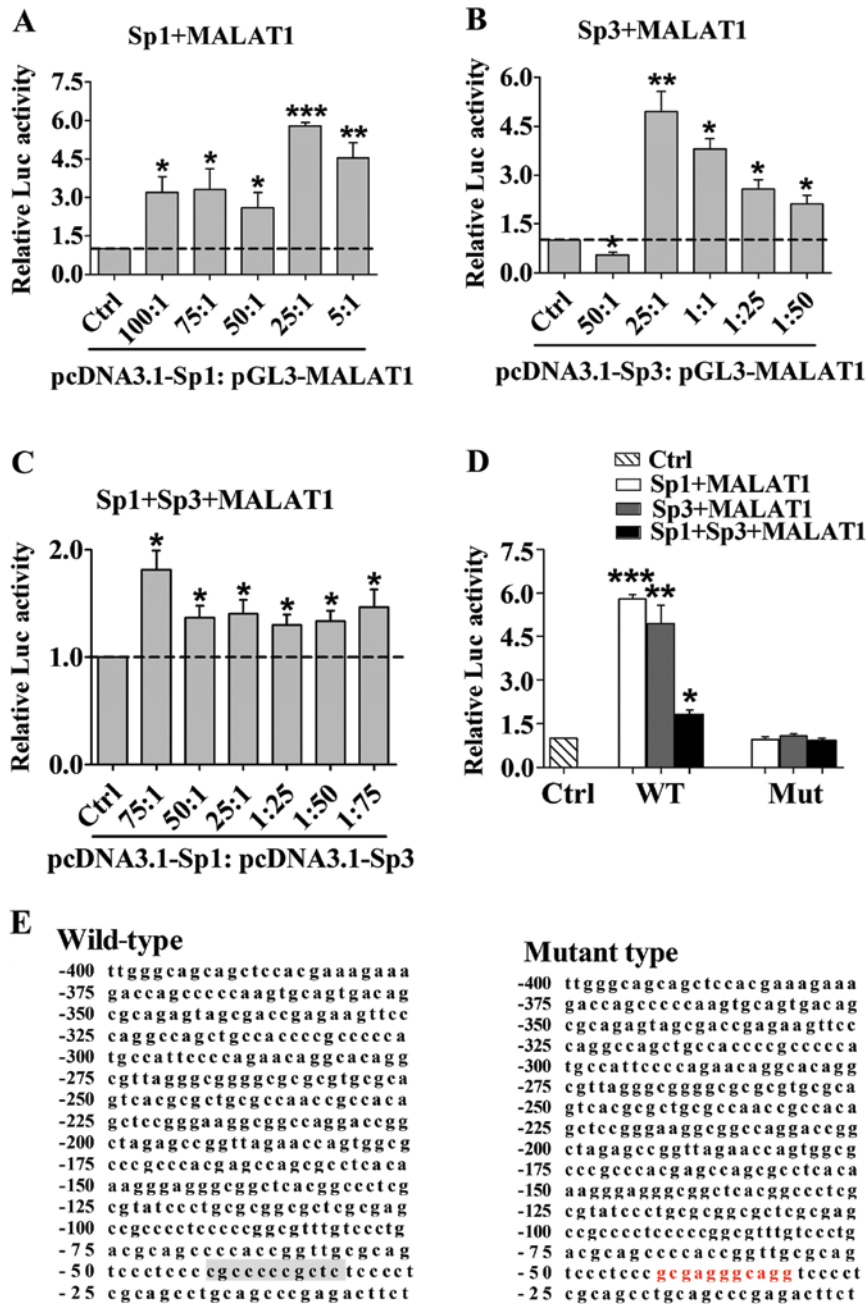 A
Sp1+MALAT1
Relative Luc activity
7.5
6.0
4.5
3.0
1.5
0.0
*
*
*
***
**
Ctrl
100:1
75:1
50:1
25:1
5:1
pcDNA3.1-Sp1: pGL3-MALAT1
B
Sp3+MALAT1
Relative Luc activity
6.0
4.5
3.0
1.5
0.0
*
**
*
*
*
Ctrl
50:1
25:1
1:1
1:25
1:50
pcDNA3.1-Sp3: pGL3-MALAT1
C
Sp1+Sp3+MALAT1
Relative Luc activity
2.0
1.0
0.0
*
*
*
*
*
*
Ctrl
75:1
50:1
25:1
1:25
1:50
1:75
pcDNA3.1-Sp1: pcDNA3.1-Sp3
D
Ctrl
Sp1+MALAT1
Sp3+MALAT1
Sp1+Sp3+MALAT1
Relative Luc activity
7.5
6.0
4.5
3.0
1.5
0.0
***
**
*
Ctrl
WT
Mut
E
Wild-type
-400 ttgggcagcagctccacgaaagaaa
-375 gaccagcccccaagtgcagtgacag
-350 cgcagagtagcgaccgagaagttcc
-325 caggccagctgccaccccgccccca
-300 tgccattccccagaacaggcacagg
-275 cgttagggcggggcgcgcgtgcgca
-250 gtcacgcgctgcgccaaccgccaca
-225 gctccgggaaggcggccaggaccgg
-200 ctagagccggttagaaccagtggcg
-175 cccgcccacgagccagcgcctcaca
-150 aagggagggcggctcacggccctcg
-125 cgtatccctgcgcggcgctcgcgag
-100 ccgcccctcccccggcgtttgtccctg
-75 acgcagccccaccggttgcgcag
-50 tccctcccccgcccccgctctcccct
-25 cgcagcctgcagcccgagacttct
Mutant type
-400 ttgggcagcagctccacgaaagaaa
-375 gaccagcccccaagtgcagtgacag
-350 cgcagagtagcgaccgagaagttcc
-325 caggccagctgccaccccgccccca
-300 tgccattccccagaacaggcacagg
-275 cgttagggcggggcgcgcgtgcgca
-250 gtcacgcgctgcgccaaccgccaca
-225 gctccgggaaggcggccaggaccgg
-200 ctagagccggttagaaccagtggcg
-175 cccgcccacgagccagcgcctcaca
-150 aagggagggcggctcacggccctcg
-125 cgtatccctgcgcggcgctcgcgag
-100 ccgcccctcccccggcgtttgtccctg
-75 acgcagccccaccggttgcgcag
-50 tccctcccgcgagggcaggtcccct
-25 cgcagcctgcagcccgagacttct